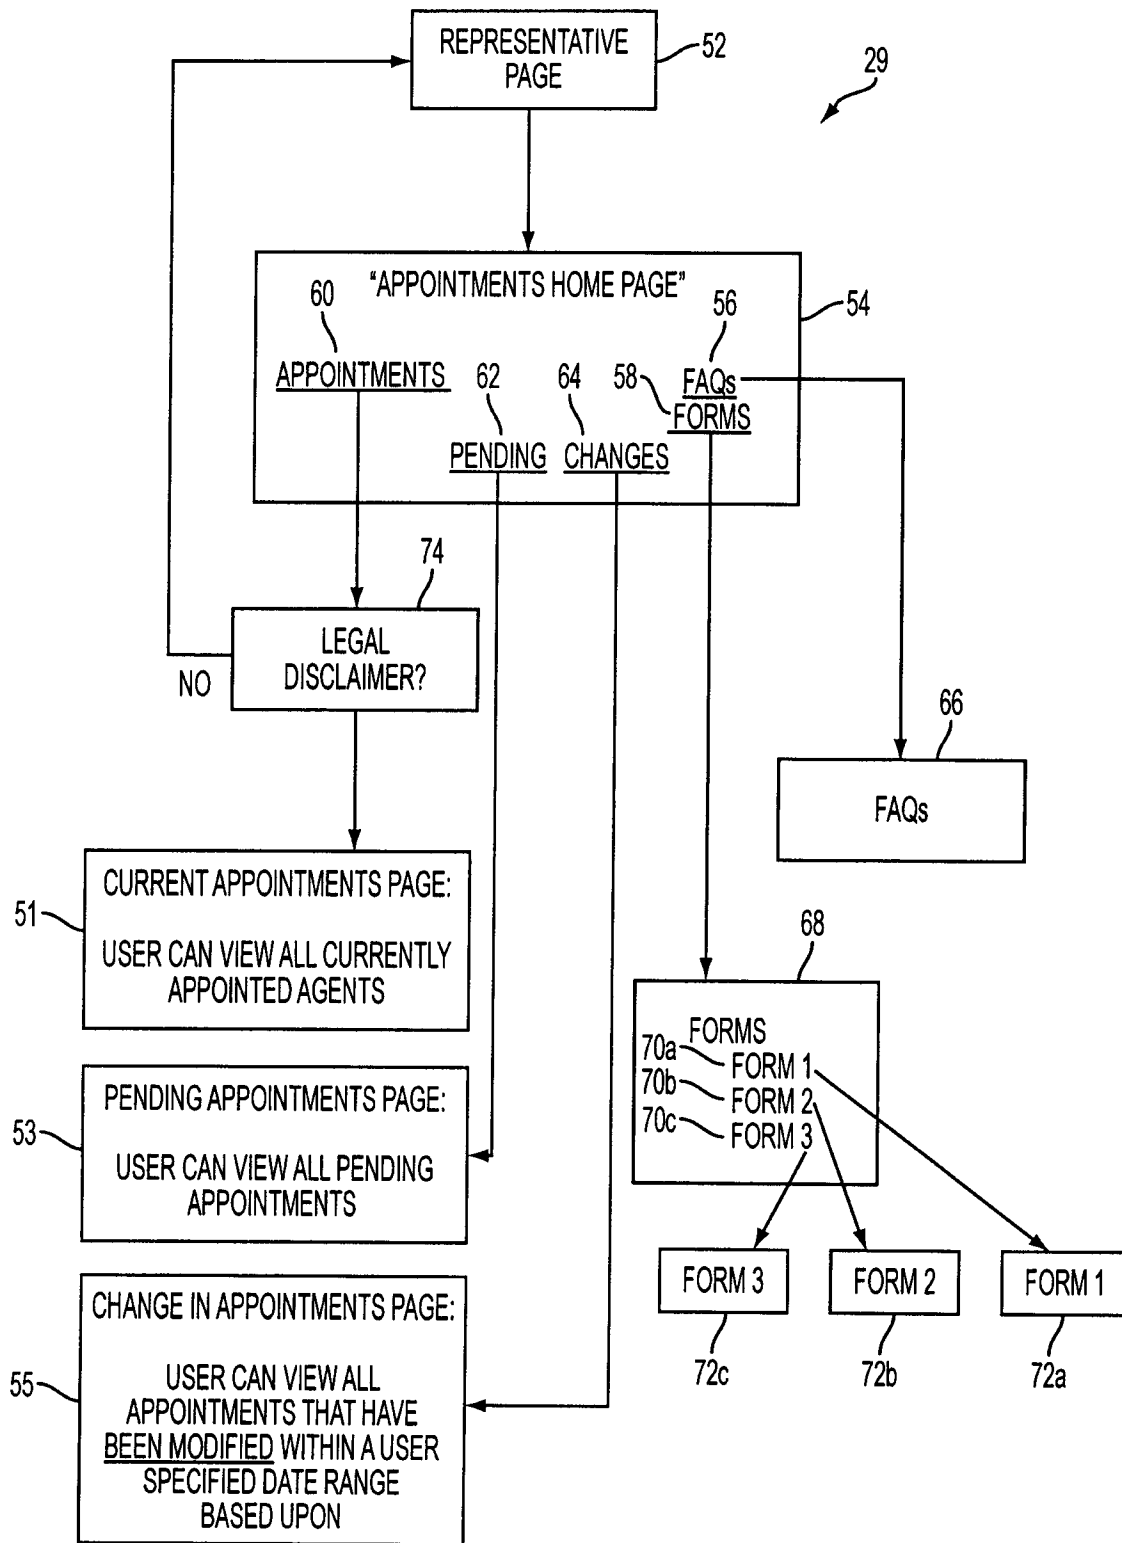 REPRESENTATIVE
PAGE
52
29
"APPOINTMENTS HOME PAGE"
54
60
56
APPOINTMENTS
62
64
58
FAQs
FORMS
PENDING
CHANGES
74
LEGAL
DISCLAIMER?
NO
66
FAQs
CURRENT APPOINTMENTS PAGE:
51
USER CAN VIEW ALL CURRENTLY
APPOINTED AGENTS
68
FORMS
70a
FORM 1
70b
FORM 2
70c
FORM 3
PENDING APPOINTMENTS PAGE:
53
USER CAN VIEW ALL PENDING
APPOINTMENTS
FORM 3
FORM 2
FORM 1
72c
72b
72a
CHANGE IN APPOINTMENTS PAGE:
55
USER CAN VIEW ALL
APPOINTMENTS THAT HAVE
BEEN MODIFIED WITHIN A USER
SPECIFIED DATE RANGE
BASED UPON